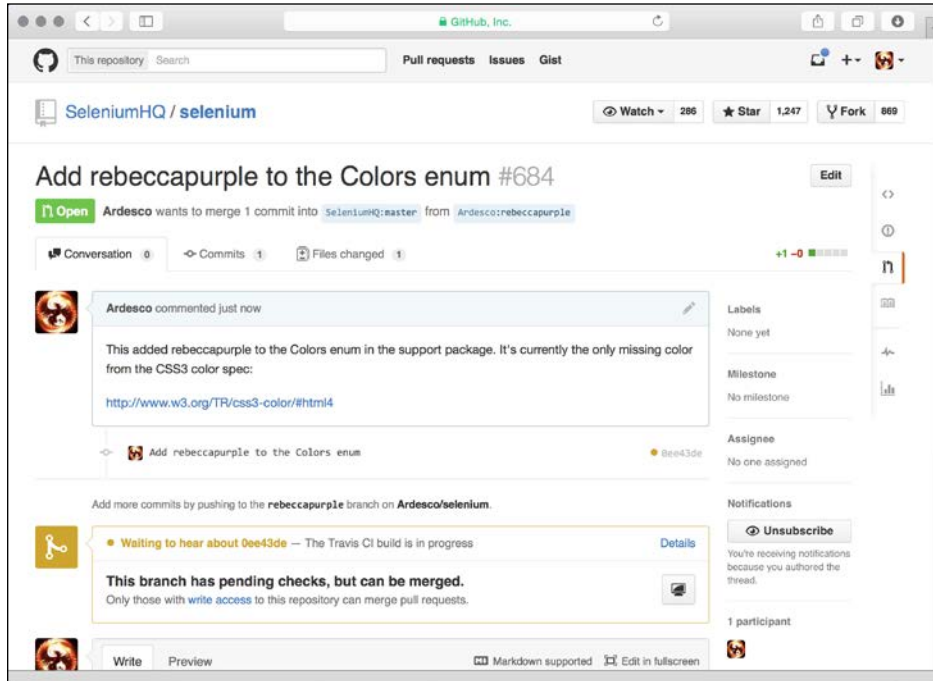 GitHub, Inc.
This repository Search Pull requests Issues Gist
SeleniumHQ / selenium Watch 286 Star 1,247 Fork 869
Add rebeccapurple to the Colors enum #684 Edit
Open Ardesco wants to merge 1 commit into SeleniumHQ:master from Ardesco:rebeccapurple
Conversation 0 Commits 1 Files changed 1 +1 −0
Ardesco commented just now
This added rebeccapurple to the Colors enum in the support package. It's currently the only missing color
from the CSS3 color spec:
http://www.w3.org/TR/css3-color/#html4
Add rebeccapurple to the Colors enum 0ee43de
Add more commits by pushing to the rebeccapurple branch on Ardesco/selenium.
Waiting to hear about 0ee43de — The Travis CI build is in progress Details
This branch has pending checks, but can be merged.
Only those with write access to this repository can merge pull requests.
Write Preview Markdown supported Edit in fullscreen
Labels
None yet
Milestone
No milestone
Assignee
No one assigned
Notifications
Unsubscribe
You're receiving notifications
because you authored the
thread.
1 participant